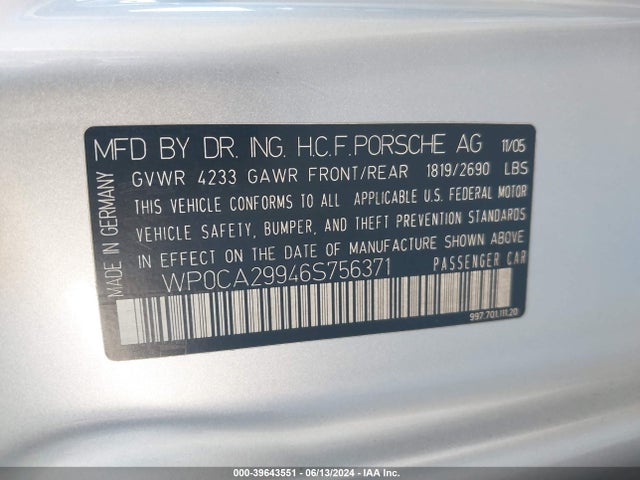 MFD BY DR. ING. H.C.F. PORSCHE AG 11/05
GVWR 4233 GAWR FRONT/REAR 1819/2690 LBS
THIS VEHICLE CONFORMS TO ALL APPLICABLE U.S. FEDERAL MOTOR
VEHICLE SAFETY, BUMPER, AND THEFT PREVENTION STANDARDS
IN EFFECT ON THE DATE OF MANUFACTURE SHOWN ABOVE
WP0CA29946S756371 PASSENGER CAR
MADE IN GERMANY
997.701.111.20
000-39643551 - 06/13/2024 - IAA Inc.